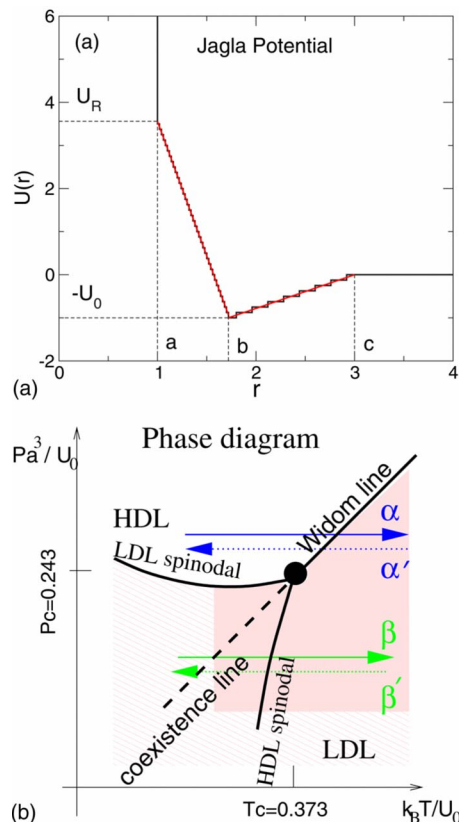 (a)
Jagla Potential
6
U_R
4
U(r)
2
0
-U_0
a
b
c
-2
0
1
2
3
4
(a)
r
Pa^3/U_0
Phase diagram
Widom line
HDL
α
LDL spinodal
α′
Pc=0.243
β
β′
coexistence line
HDL spinodal
LDL
(b)
Tc=0.373
k_BT/U_0